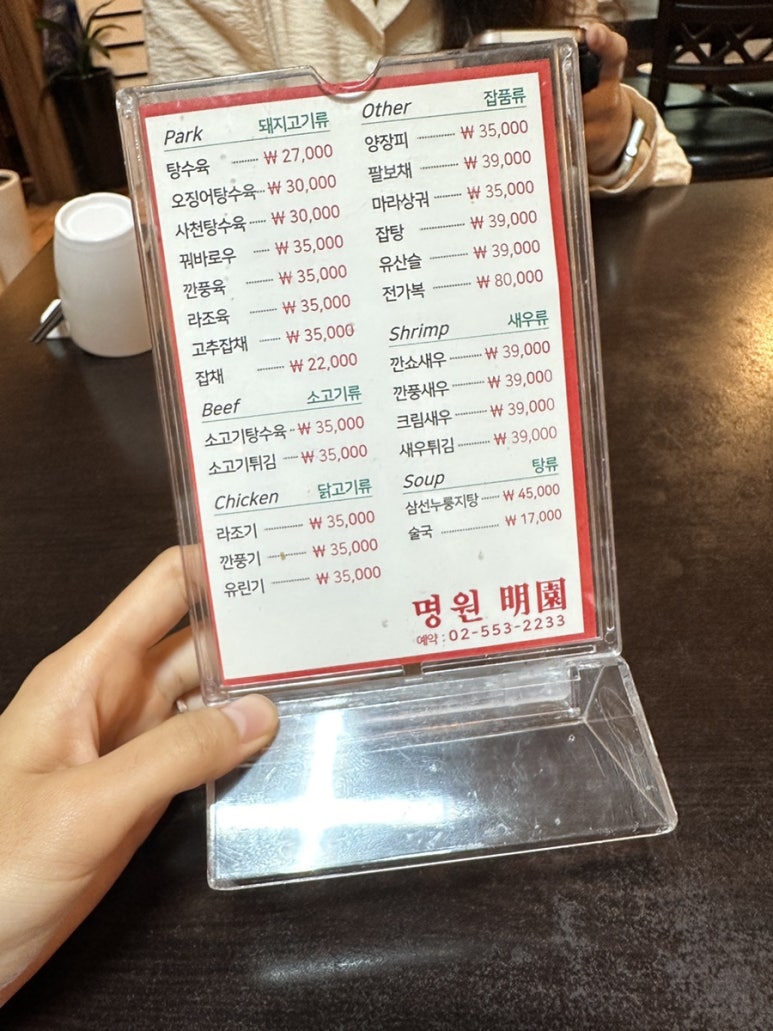 Park 돼지고기류
탕수육 ₩ 27,000
오징어탕수육 ₩ 30,000
사천탕수육 ₩ 30,000
꿔바로우 ₩ 35,000
깐풍육 ₩ 35,000
라조육 ₩ 35,000
고추잡채 ₩ 35,000
잡채 ₩ 22,000
Beef 소고기류
소고기탕수육 ₩ 35,000
소고기튀김 ₩ 35,000
Chicken 닭고기류
라조기 ₩ 35,000
깐풍기 ₩ 35,000
유린기 ₩ 35,000
Other 잡품류
양장피 ₩ 35,000
팔보채 ₩ 39,000
마라상궈 ₩ 35,000
잡탕 ₩ 39,000
유산슬 ₩ 39,000
전가복 ₩ 80,000
Shrimp 새우류
깐쇼새우 ₩ 39,000
깐풍새우 ₩ 39,000
크림새우 ₩ 39,000
새우튀김 ₩ 39,000
Soup 탕류
삼선누룽지탕 ₩ 45,000
술국 ₩ 17,000
명원 明園
예약 : 02-553-2233